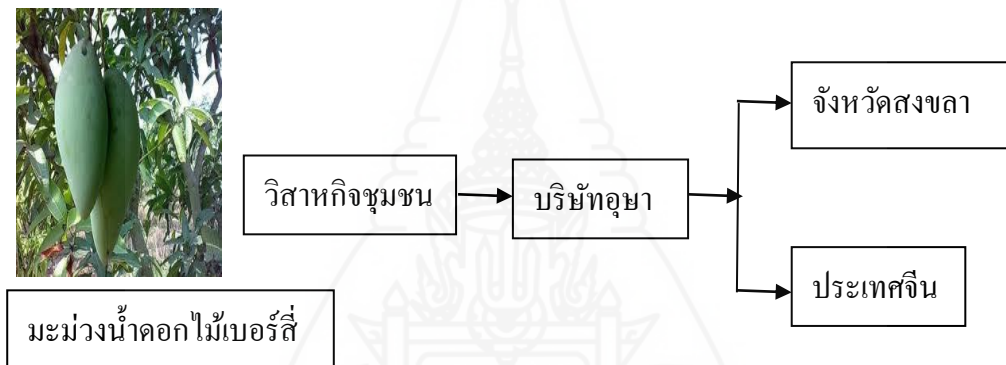 จังหวัดสงขลา
วิสาหกิจชุมชน
บริษัทอุษา
ประเทศจีน
มะม่วงน้ำดอกไม้เบอร์สี่